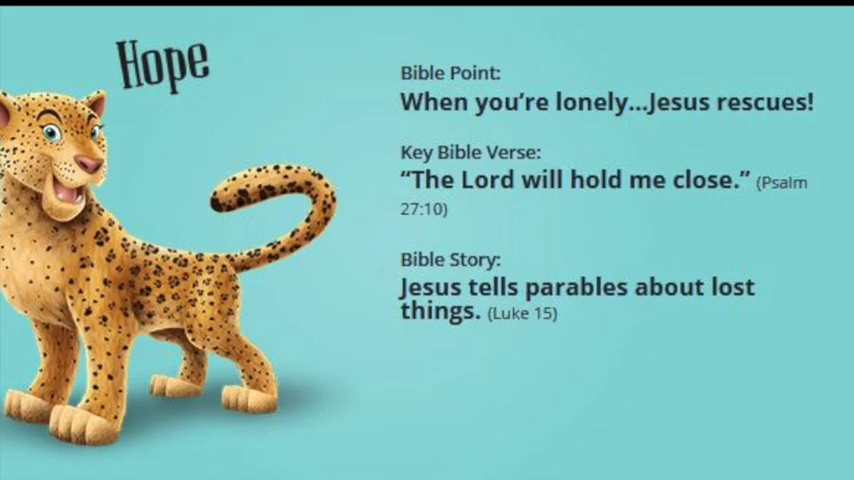 Hope
Bible Point:
When you’re lonely...Jesus rescues!
Key Bible Verse:
“The Lord will hold me close.” (Psalm
27:10)
Bible Story:
Jesus tells parables about lost
things. (Luke 15)